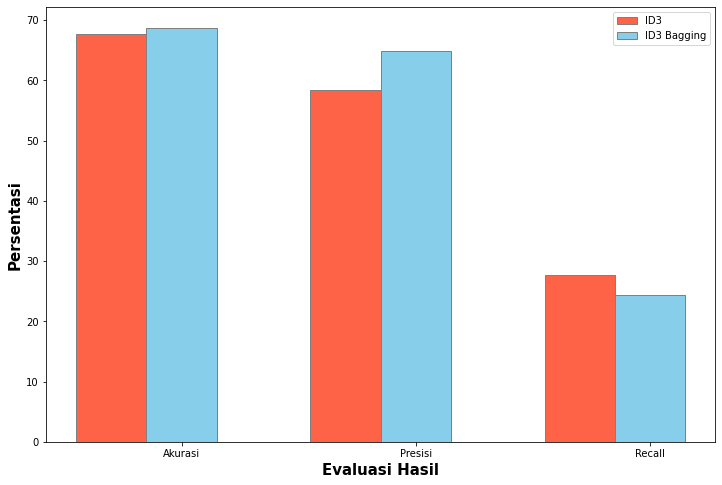 70
60
50
40
30
20
10
0
Persentasi
ID3
ID3 Bagging
Akurasi
Presisi
Recall
Evaluasi Hasil